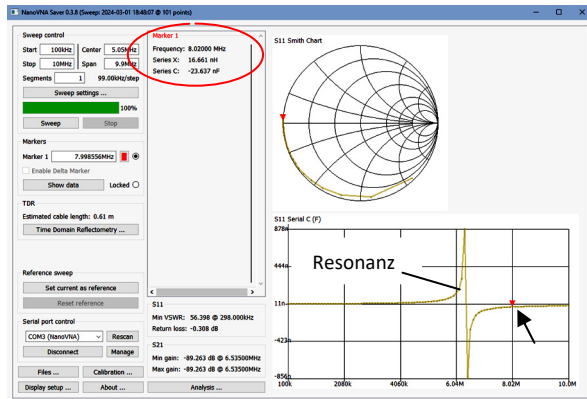 NanoVNA Saver 0.3.8 (Sweep: 2024-03-01 18:48:07 @ 101 points)
Sweep control
Start 100kHz Center 5.05MHz
Stop 10MHz Span 9.9MHz
Segments 1 99.00kHz/step
Sweep settings ...
100%
Sweep Stop
Markers
Marker 1 7.998556MHz
Enable Delta Marker
Show data Locked
TDR
Estimated cable length: 0.61 m
Time Domain Reflectometry ...
Reference sweep
Set current as reference
Reset reference
Serial port control
COM3 (NanoVNA) Rescan
Disconnect Manage
Files ... Calibration ...
Display setup ... About ...
Marker 1
Frequency: 8.02000 MHz
Series X: 16.661 nH
Series C: -23.637 nF
S11
Min VSWR: 56.398 @ 298.000kHz
Return loss: -0.308 dB
S21
Min gain: -89.263 dB @ 6.53500MHz
Max gain: -89.263 dB @ 6.53500MHz
Analysis ...
S11 Smith Chart
S11 Serial C (F)
878n
444n
11n
-423n
-856n
100k 2080k 4060k 6.04M 8.02M 10.0M
Resonanz